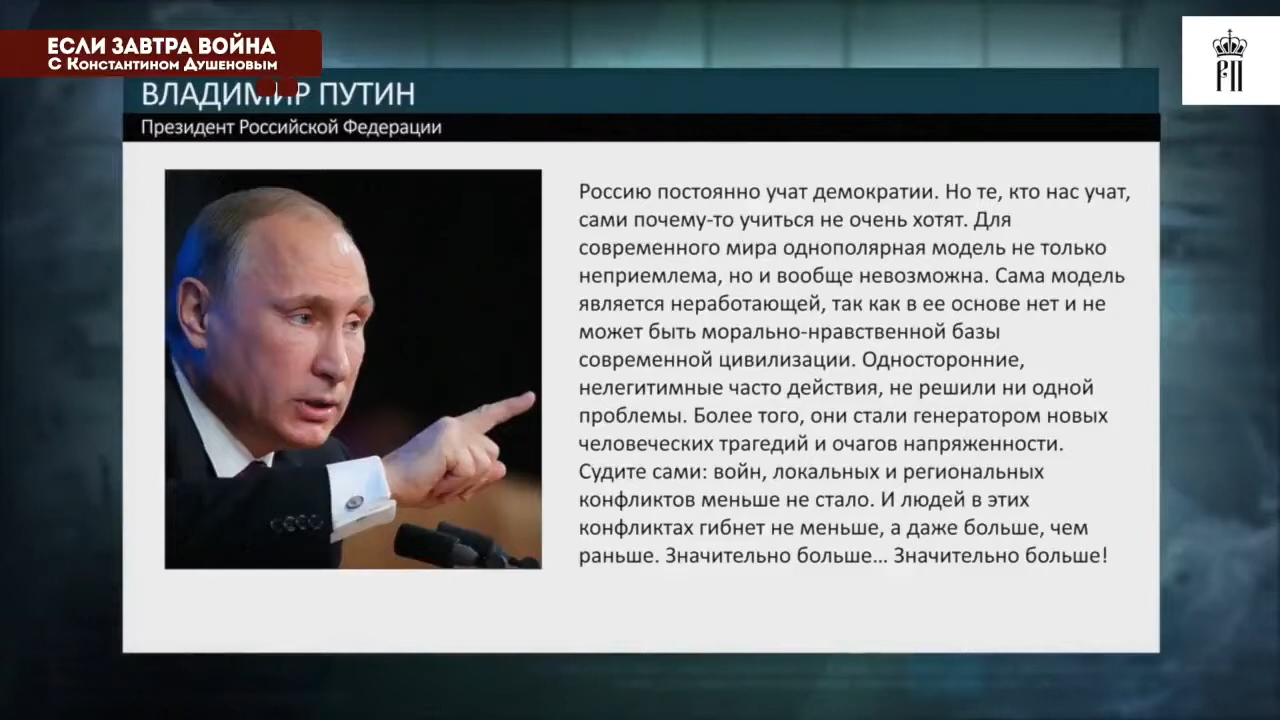 ЕСЛИ ЗАВТРА ВОЙНА
С Константином Душеновым
ВЛАДИМИР ПУТИН
Президент Российской Федерации
Россию постоянно учат демократии. Но те, кто нас учат,
сами почему-то учиться не очень хотят. Для
современного мира однополярная модель не только
неприемлема, но и вообще невозможна. Сама модель
является неработающей, так как в ее основе нет и не
может быть морально-нравственной базы
современной цивилизации. Односторонние,
нелегитимные часто действия, не решили ни одной
проблемы. Более того, они стали генератором новых
человеческих трагедий и очагов напряженности.
Судите сами: войн, локальных и региональных
конфликтов меньше не стало. И людей в этих
конфликтах гибнет не меньше, а даже больше, чем
раньше. Значительно больше... Значительно больше!